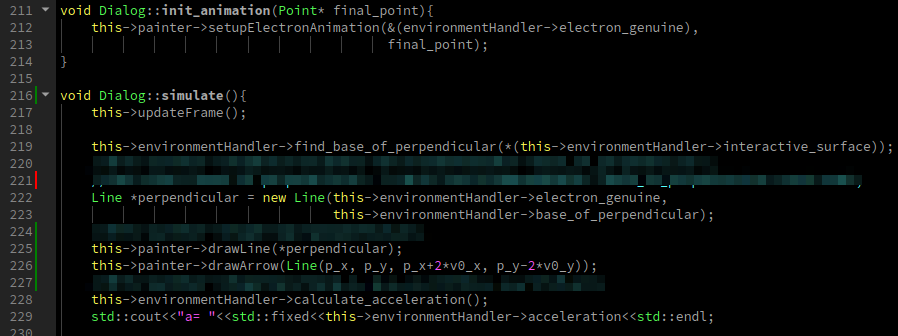 211 void Dialog::init_animation(Point* final_point){
212 this->painter->setupElectronAnimation(&(environmentHandler->electron_genuine),
213 final_point);
214 }
215
216 void Dialog::simulate(){
217 this->updateFrame();
218
219 this->environmentHandler->find_base_of_perpendicular(*(this->environmentHandler->interactive_surface));
220
221
222 Line *perpendicular = new Line(this->environmentHandler->electron_genuine,
223 this->environmentHandler->base_of_perpendicular);
224
225 this->painter->drawLine(*perpendicular);
226 this->painter->drawArrow(Line(p_x, p_y, p_x+2*v0_x, p_y-2*v0_y));
227
228 this->environmentHandler->calculate_acceleration();
229 std::cout<<"a= "<<std::fixed<<this->environmentHandler->acceleration<<std::endl;
230